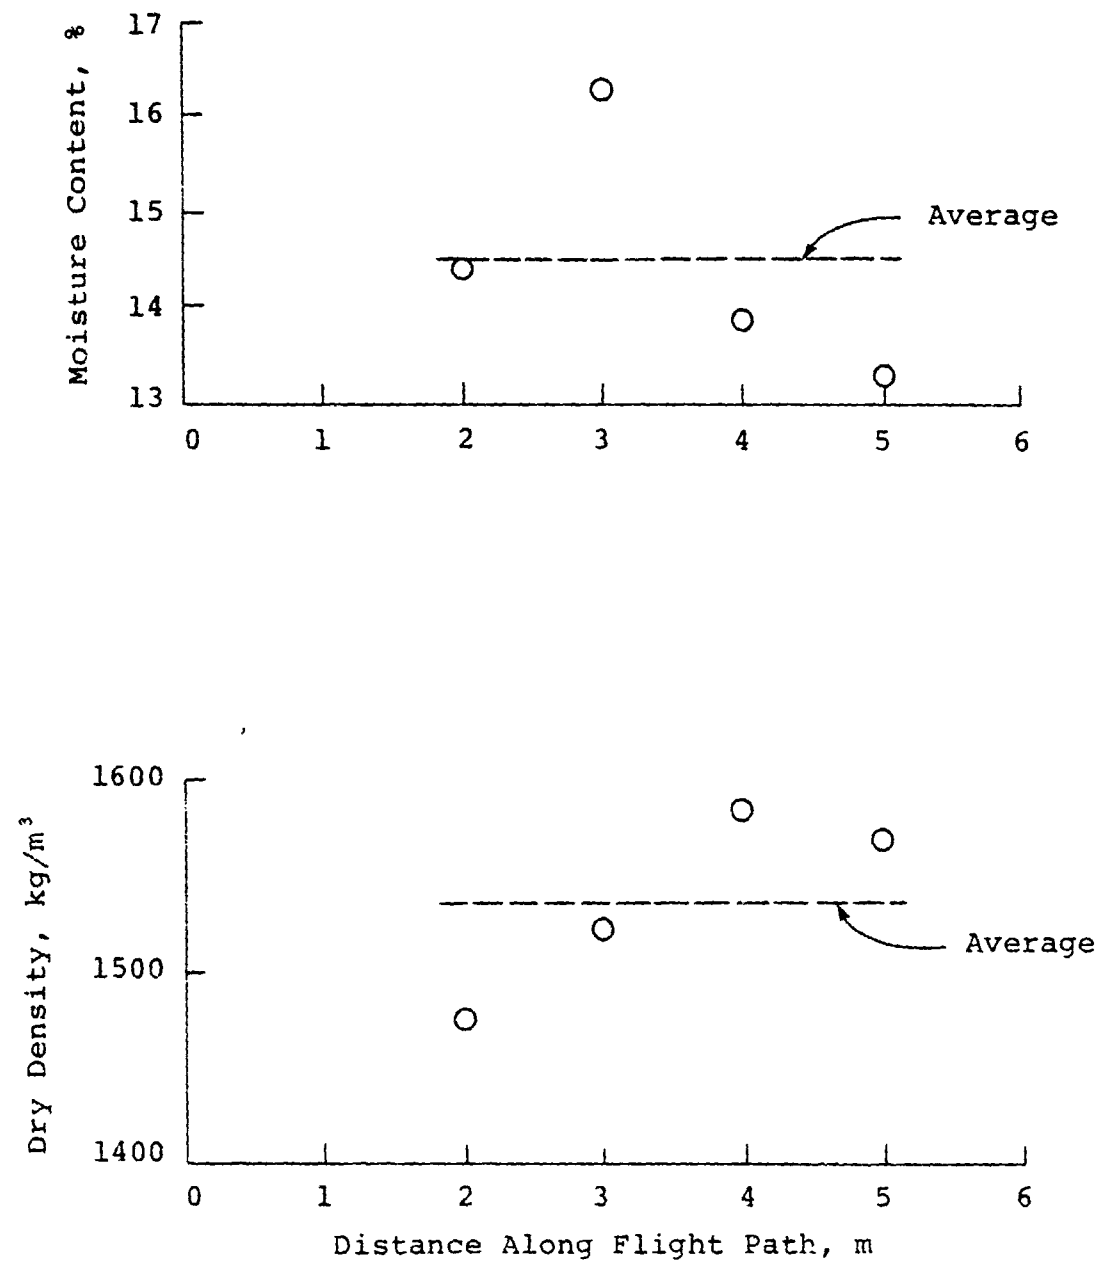 Moisture Content, %
17
16
15
14
13
Average
0 1 2 3 4 5 6
Dry Density, kg/m³
1600
1500
1400
Average
0 1 2 3 4 5 6
Distance Along Flight Path, m